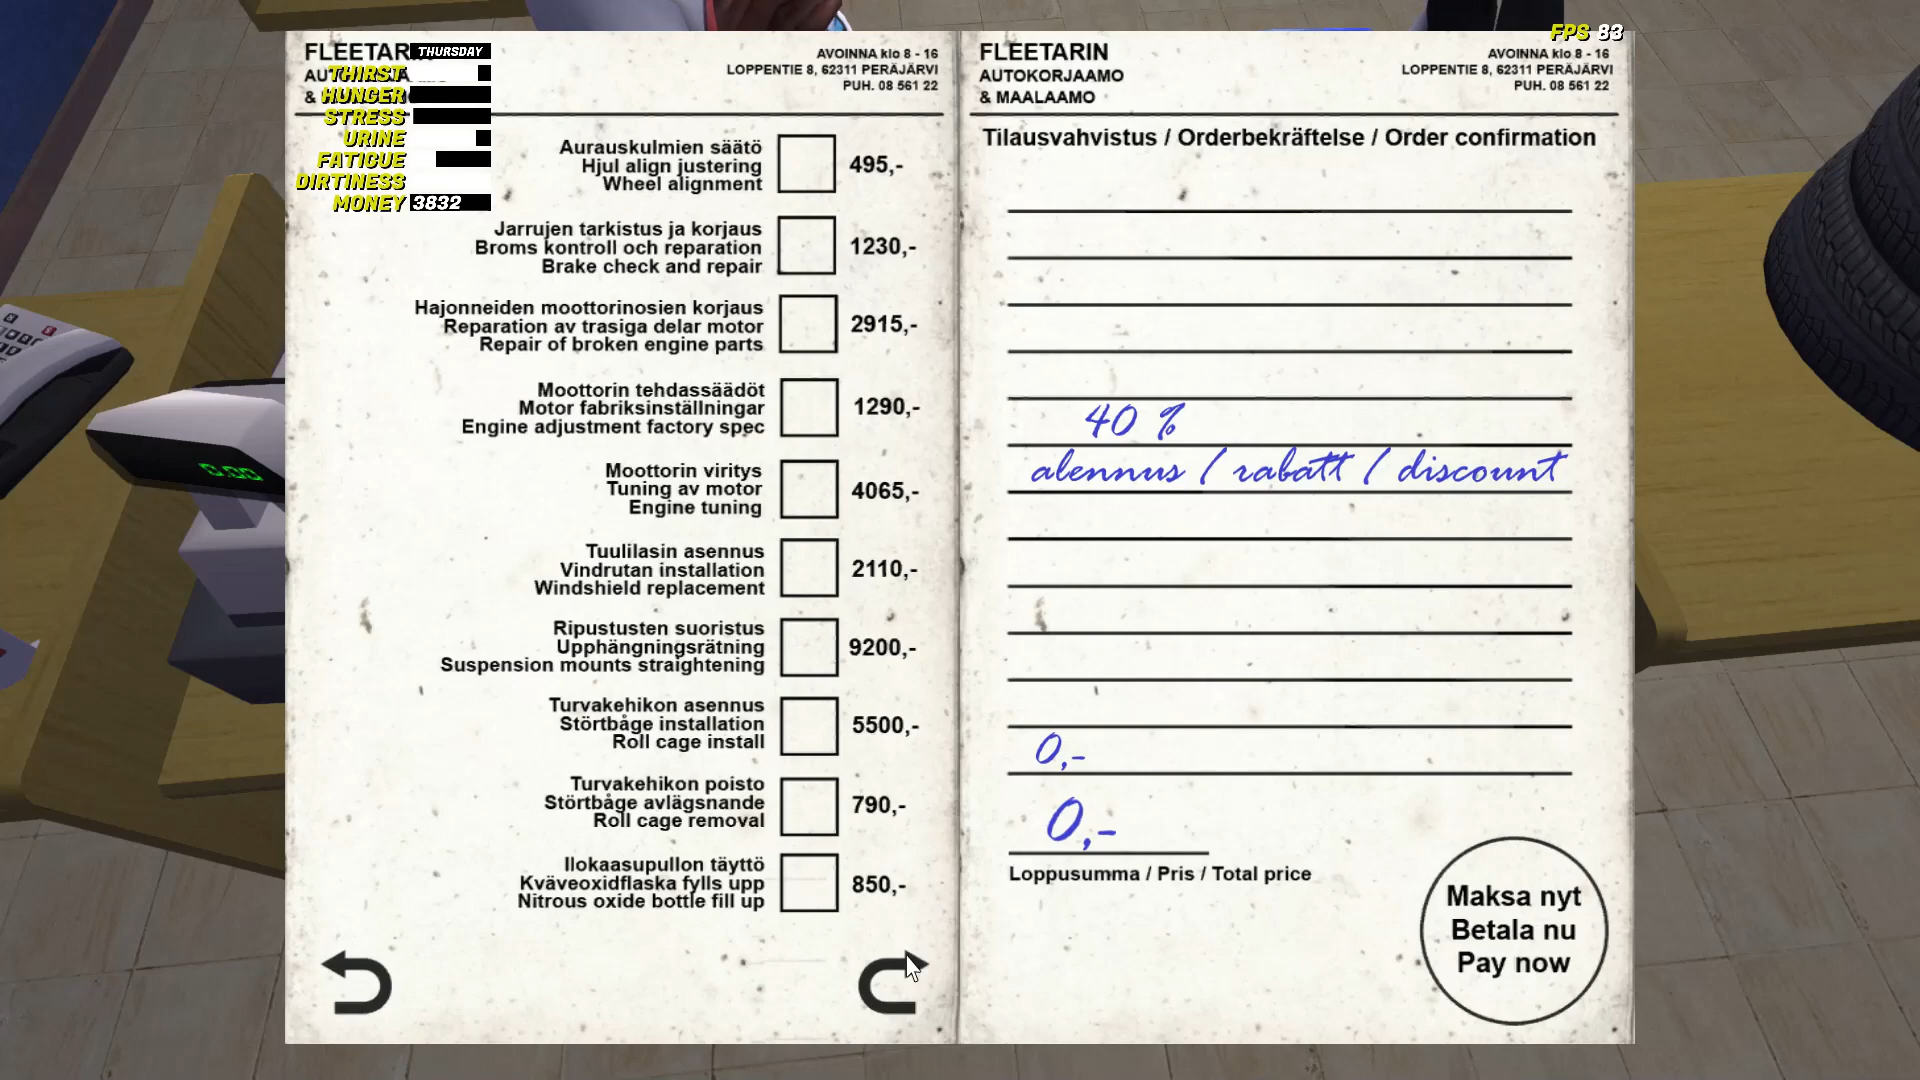 FLEETAR
AU
&
THURSDAY
THIRST
HUNGER
STRESS
URINE
FATIGUE
DIRTINESS
MONEY 3832
AVOINNA klo 8 - 16
LOPPENTIE 8, 62311 PERÄJÄRVI
PUH. 08 561 22
Aurauskulmien säätö
Hjul align justering
Wheel alignment
495,-
Jarrujen tarkistus ja korjaus
Broms kontroll och reparation
Brake check and repair
1230,-
Hajonneiden moottorinosien korjaus
Reparation av trasiga delar motor
Repair of broken engine parts
2915,-
Moottorin tehdassäädöt
Motor fabriksinställningar
Engine adjustment factory spec
1290,-
Moottorin viritys
Tuning av motor
Engine tuning
4065,-
Tuulilasin asennus
Vindrutan installation
Windshield replacement
2110,-
Ripustusten suoristus
Upphängningsrätning
Suspension mounts straightening
9200,-
Turvakehikon asennus
Störtbåge installation
Roll cage install
5500,-
Turvakehikon poisto
Störtbåge avlägsnande
Roll cage removal
790,-
Ilokaasupullon täyttö
Kväveoxidflaska fylls upp
Nitrous oxide bottle fill up
850,-
FPS 83
FLEETARIN
AUTOKORJAAMO
& MAALAAMO
AVOINNA klo 8 - 16
LOPPENTIE 8, 62311 PERÄJÄRVI
PUH. 08 561 22
Tilausvahvistus / Orderbekräftelse / Order confirmation
40 %
alennus / rabatt / discount
0,-
0,-
Loppusumma / Pris / Total price
Maksa nyt
Betala nu
Pay now
0.00